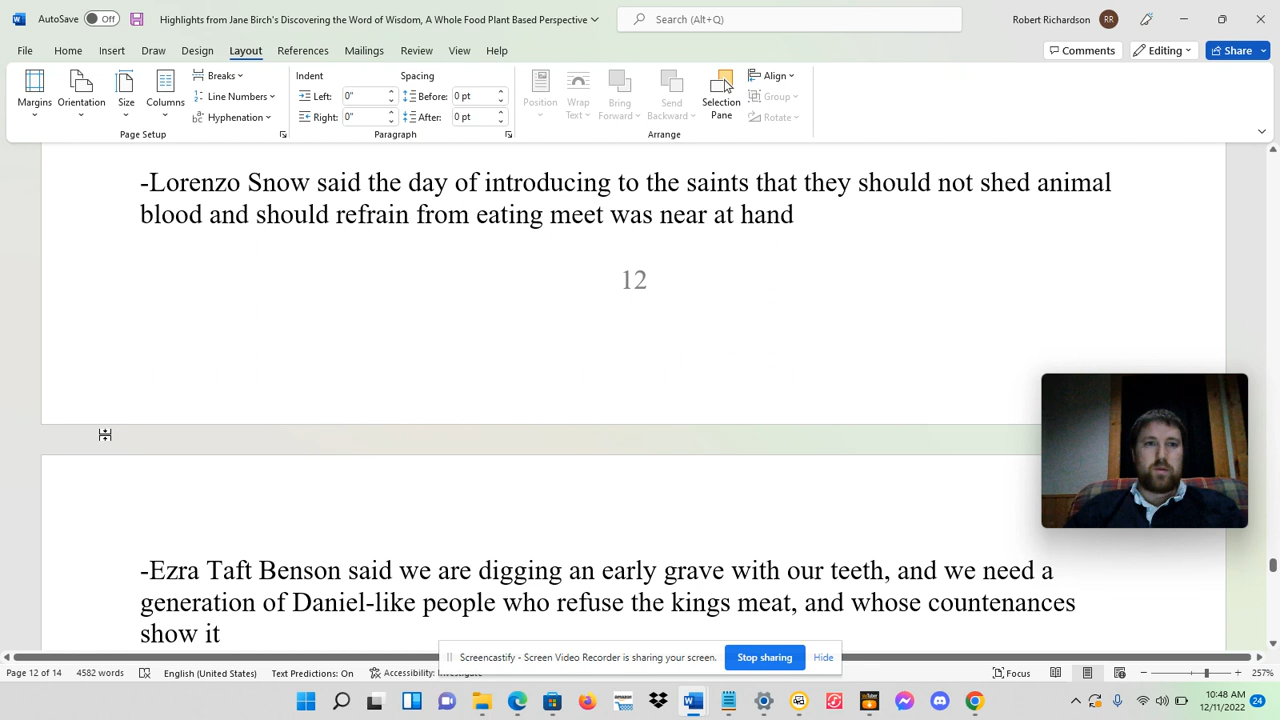 AutoSave Off Highlights from Jane Birch's Discovering the Word of Wisdom, A Whole Food Plant Based Perspective Search (Alt+Q) Robert Richardson RR
File Home Insert Draw Design Layout References Mailings Review View Help Comments Editing Share
Margins Orientation Size Columns Breaks Line Numbers Hyphenation
Page Setup
Indent Spacing
Left: 0" Before: 0 pt
Right: 0" After: 0 pt
Paragraph
Position Wrap Text Bring Forward Send Backward Selection Pane Align Group Rotate
Arrange
-Lorenzo Snow said the day of introducing to the saints that they should not shed animal
blood and should refrain from eating meet was near at hand
12
-Ezra Taft Benson said we are digging an early grave with our teeth, and we need a
generation of Daniel-like people who refuse the kings meat, and whose countenances
show it
Screencastify - Screen Video Recorder is sharing your screen. Stop sharing Hide
Page 12 of 14 4582 words English (United States) Text Predictions: On Accessibility: Investigate Focus 257%
10:48 AM
12/11/2022 24